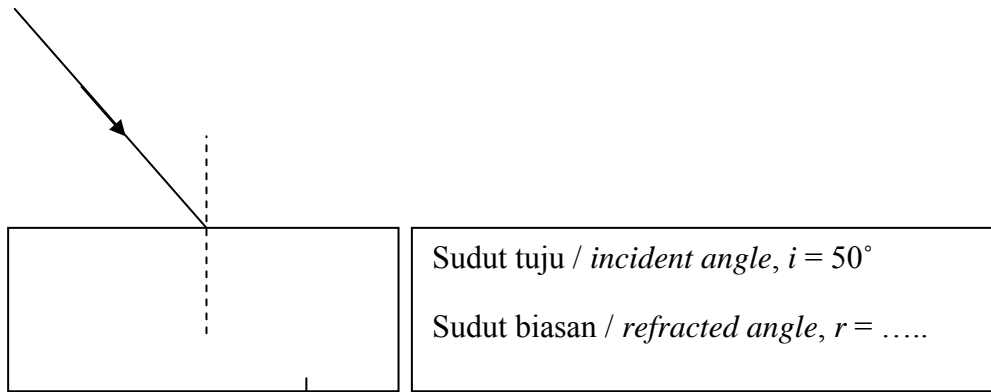 Sudut tuju / incident angle, i = 50˚
Sudut biasan / refracted angle, r = …..